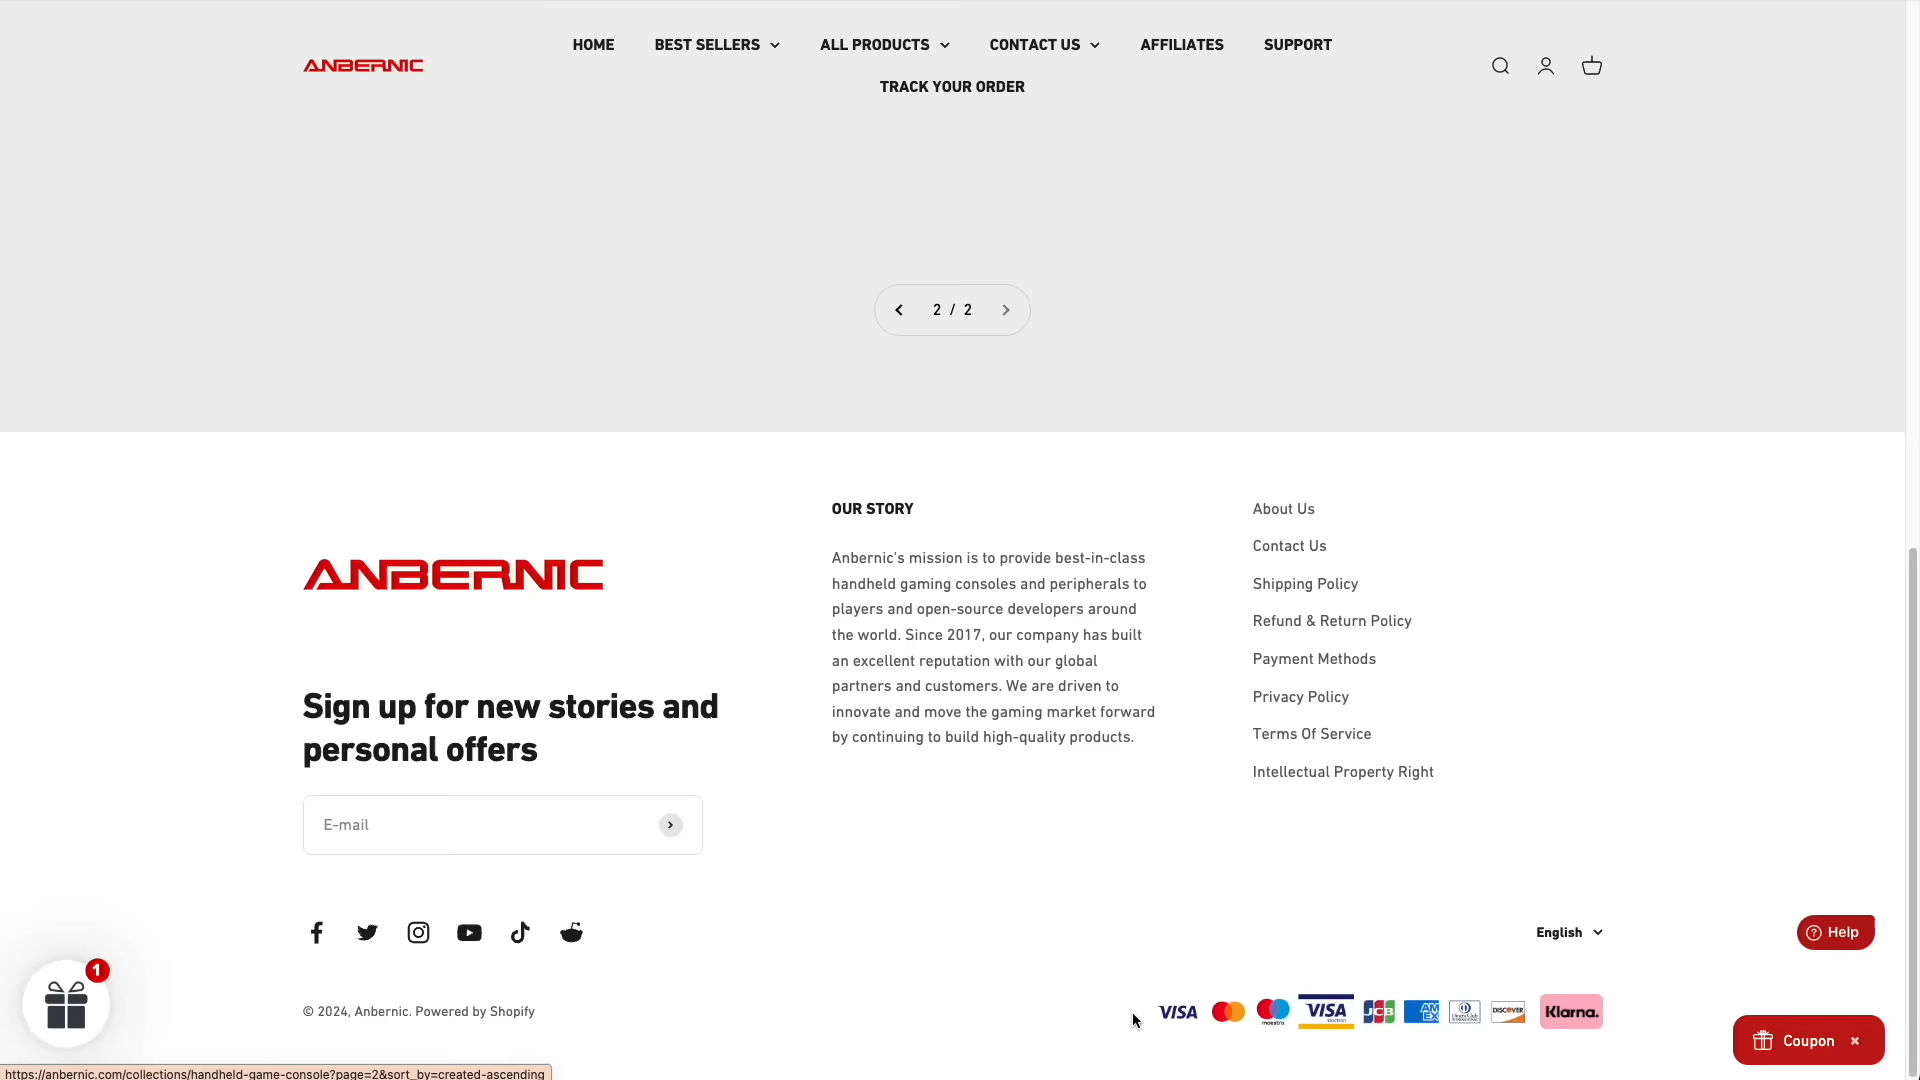 ANBERNIC
HOME
BEST SELLERS
ALL PRODUCTS
CONTACT US
AFFILIATES
SUPPORT
TRACK YOUR ORDER
2 / 2
ANBERNIC
Sign up for new stories and
personal offers
E-mail
OUR STORY
Anbernic's mission is to provide best-in-class
handheld gaming consoles and peripherals to
players and open-source developers around
the world. Since 2017, our company has built
an excellent reputation with our global
partners and customers. We are driven to
innovate and move the gaming market forward
by continuing to build high-quality products.
About Us
Contact Us
Shipping Policy
Refund & Return Policy
Payment Methods
Privacy Policy
Terms Of Service
Intellectual Property Right
English
Help
1
© 2024, Anbernic. Powered by Shopify
VISA
maestro
VISA
Electron
JCB
AMEX
Diners Club
INTERNATIONAL
DISCOVER
Klarna.
Coupon
https://anbernic.com/collections/handheld-game-console?page=2&sort_by=created-ascending